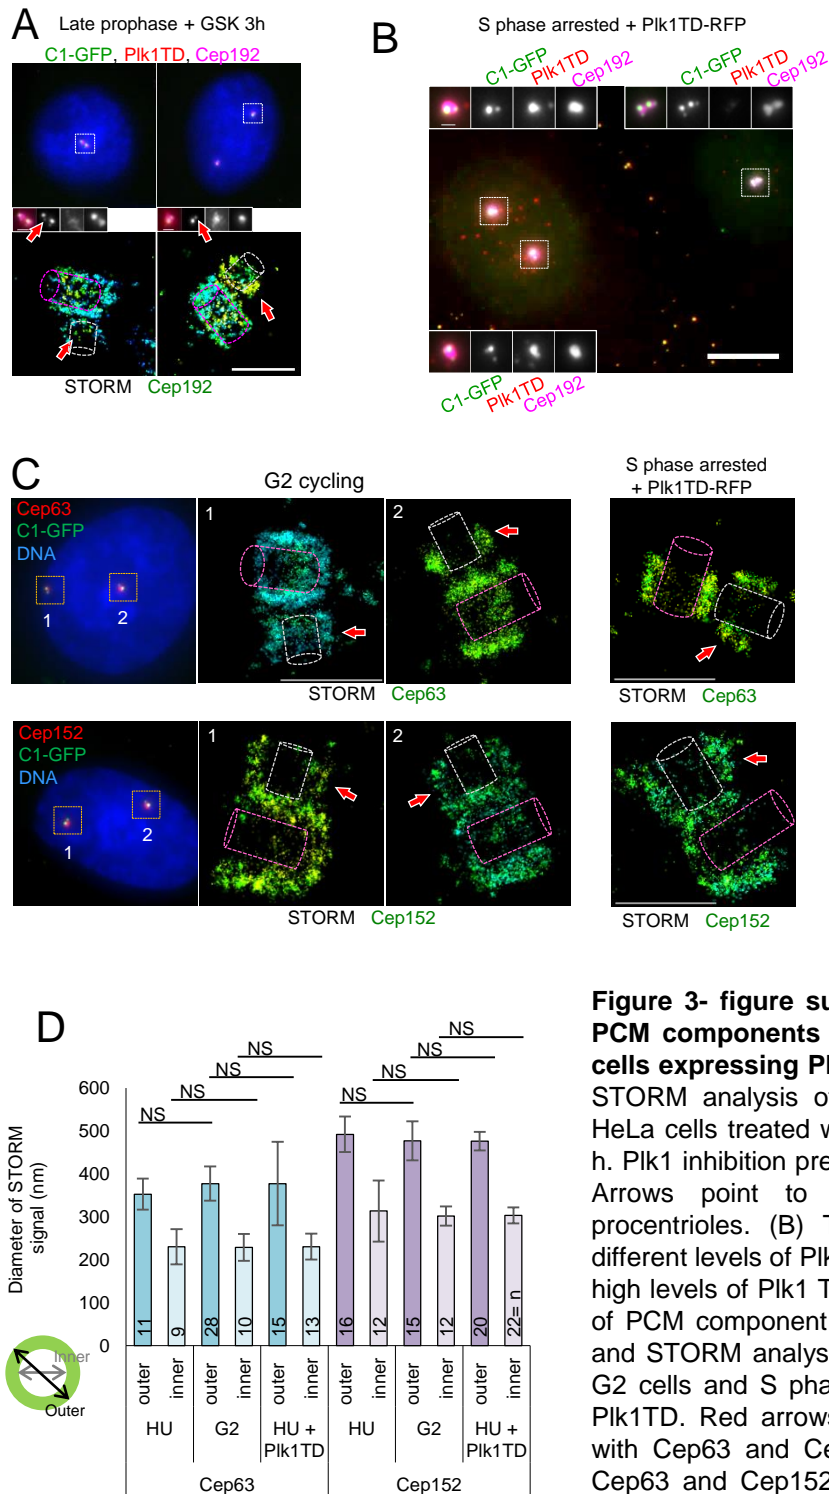 A
Late prophase + GSK 3h
C1-GFP, Plk1TD, Cep192
STORM Cep192
B
S phase arrested + Plk1TD-RFP
C1-GFP
Plk1TD
Cep192
C1-GFP
Plk1TD
Cep192
C1-GFP
Plk1TD
Cep192
C
G2 cycling
S phase arrested
+ Plk1TD-RFP
Cep63
C1-GFP
DNA
1
2
1
2
STORM Cep63
STORM Cep63
Cep152
C1-GFP
DNA
1
2
1
2
STORM Cep152
STORM Cep152
D
NS NS
NS NS
NS NS
NS NS
Diameter of STORM
signal (nm)
600
500
400
300
200
100
0
11 9 28 10 15 13 16 12 15 12 20 22= n
outer inner outer inner outer inner outer inner outer inner outer inner
HU G2 HU + Plk1TD HU G2 HU + Plk1TD
Cep63 Cep152
Inner
Outer
Figure 3- figure su
PCM components
cells expressing Pl
STORM analysis o
HeLa cells treated w
h. Plk1 inhibition pre
Arrows point to
procentrioles. (B) T
different levels of Plk
high levels of Plk1 T
of PCM component
and STORM analys
G2 cells and S pha
Plk1TD. Red arrows
with Cep63 and Ce
Cep63 and Cep152